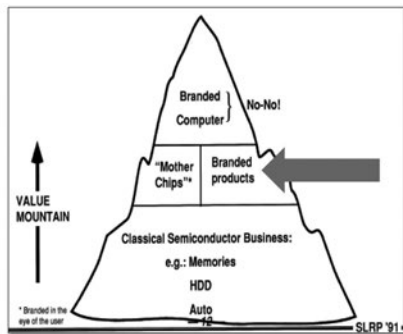 Branded
Computer
No-No!
"Mother
Chips"*
Branded
products
VALUE
MOUNTAIN
Classical Semiconductor Business:
e.g.: Memories
HDD
Auto
* Branded in the
eye of the user
12
SLRP '91